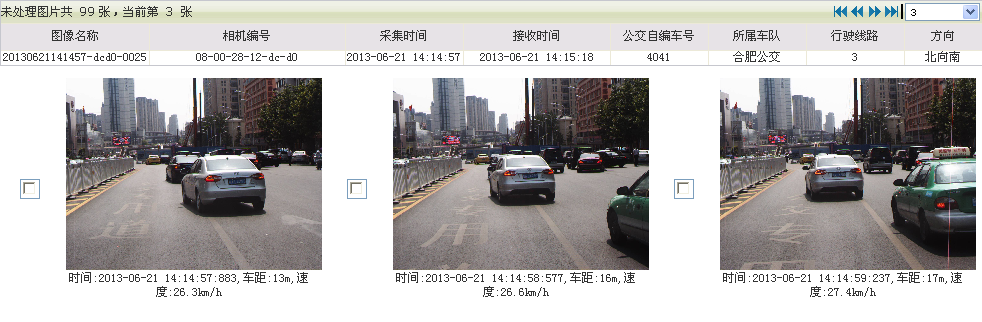 未处理图片共 99 张，当前第 3 张
3
图像名称 相机编号 采集时间 接收时间 公交自编车号 所属车队 行驶线路 方向
20130621141457-dcd0-0025 08-00-28-12-dc-d0 2013-06-21 14:14:57 2013-06-21 14:15:18 4041 合肥公交 3 北向南
时间:2013-06-21 14:14:57:883,车距:13m,速
度:26.3km/h
时间:2013-06-21 14:14:58:577,车距:16m,速
度:26.6km/h
时间:2013-06-21 14:14:59:237,车距:17m,速
度:27.4km/h